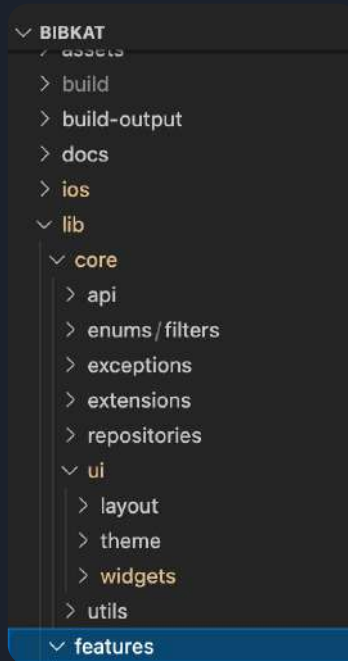 BIBKAT
assets
build
build-output
docs
ios
lib
core
api
enums/filters
exceptions
extensions
repositories
ui
layout
theme
widgets
utils
features